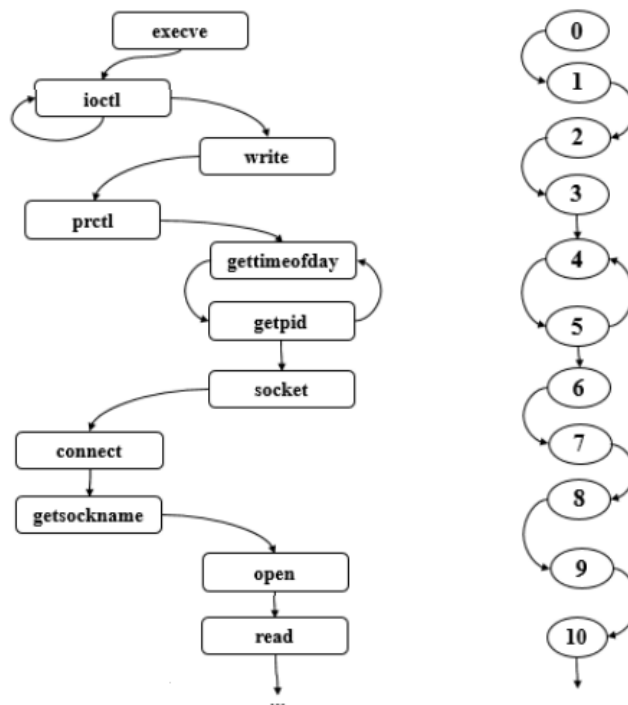 execve
0
ioctl
1
write
2
prctl
3
gettimeofday
4
getpid
5
socket
6
connect
7
getsockname
8
open
9
read
10
...